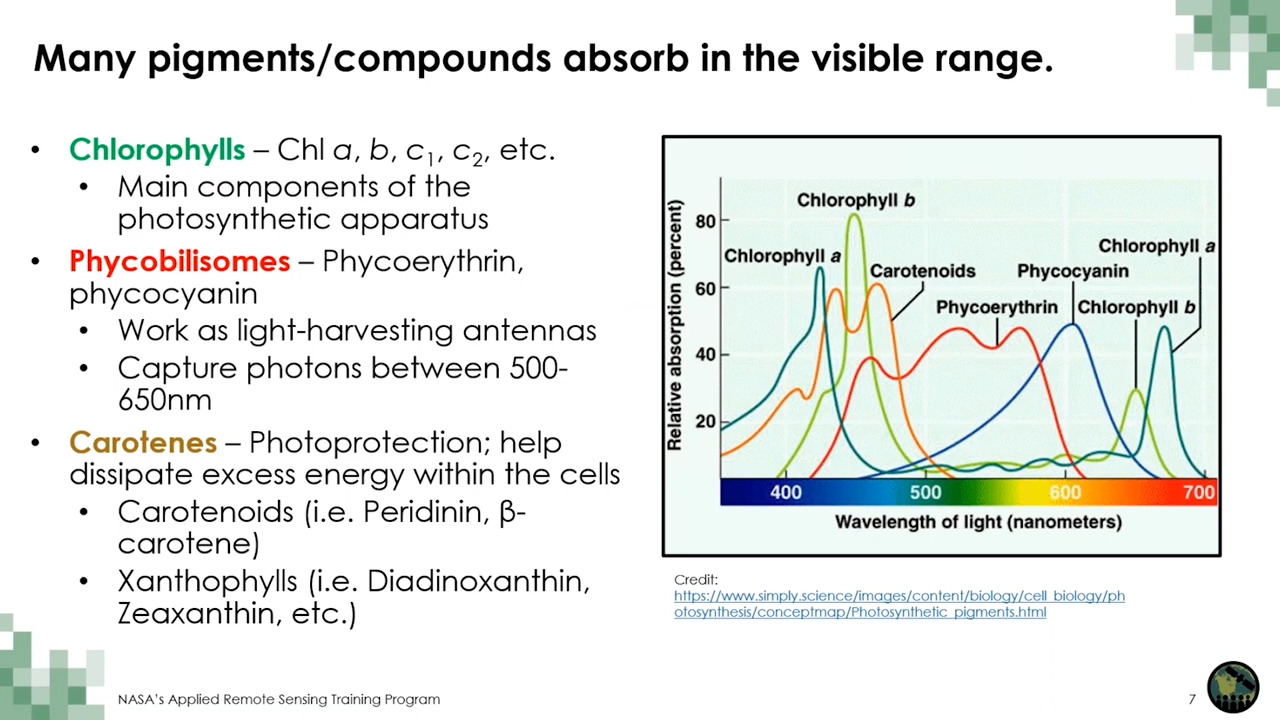 Many pigments/compounds absorb in the visible range.
• Chlorophylls – Chl a, b, c₁, c₂, etc.
• Main components of the
photosynthetic apparatus
• Phycobilisomes – Phycoerythrin,
phycocyanin
• Work as light-harvesting antennas
• Capture photons between 500-
650nm
• Carotenes – Photoprotection; help
dissipate excess energy within the cells
• Carotenoids (i.e. Peridinin, β-
carotene)
• Xanthophylls (i.e. Diadinoxanthin,
Zeaxanthin, etc.)
Relative absorption (percent)
80
60
40
20
Chlorophyll b
Chlorophyll a
Carotenoids
Phycoerythrin
Phycocyanin
Chlorophyll b
Chlorophyll a
400 500 600 700
Wavelength of light (nanometers)
Credit:
https://www.simply.science/images/content/biology/cell_biology/ph
otosynthesis/conceptmap/Photosynthetic_pigments.html
NASA's Applied Remote Sensing Training Program
7